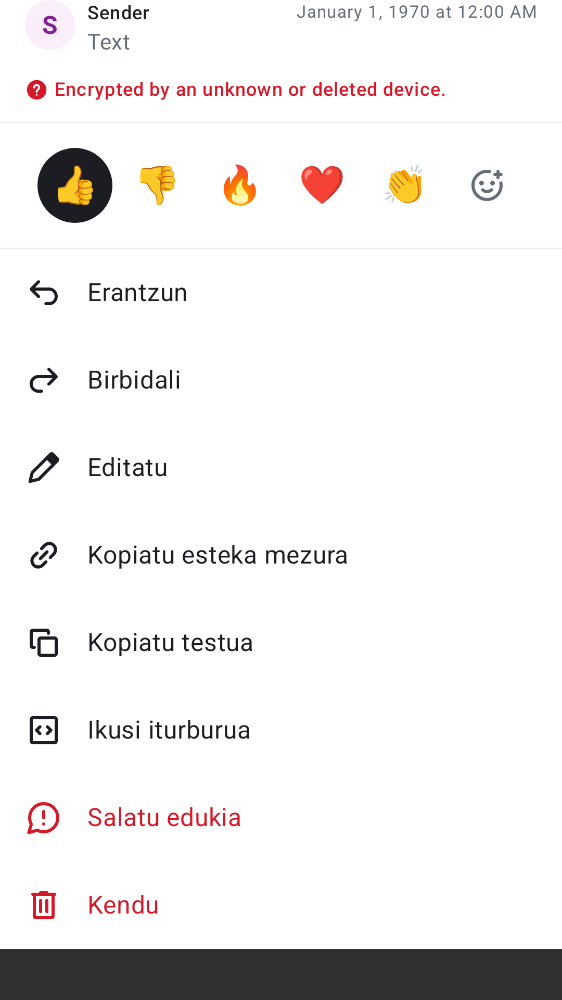 S
Sender
January 1, 1970 at 12:00 AM
Text
Encrypted by an unknown or deleted device.
Erantzun
Birbidali
Editatu
Kopiatu esteka mezura
Kopiatu testua
Ikusi iturburua
Salatu edukia
Kendu